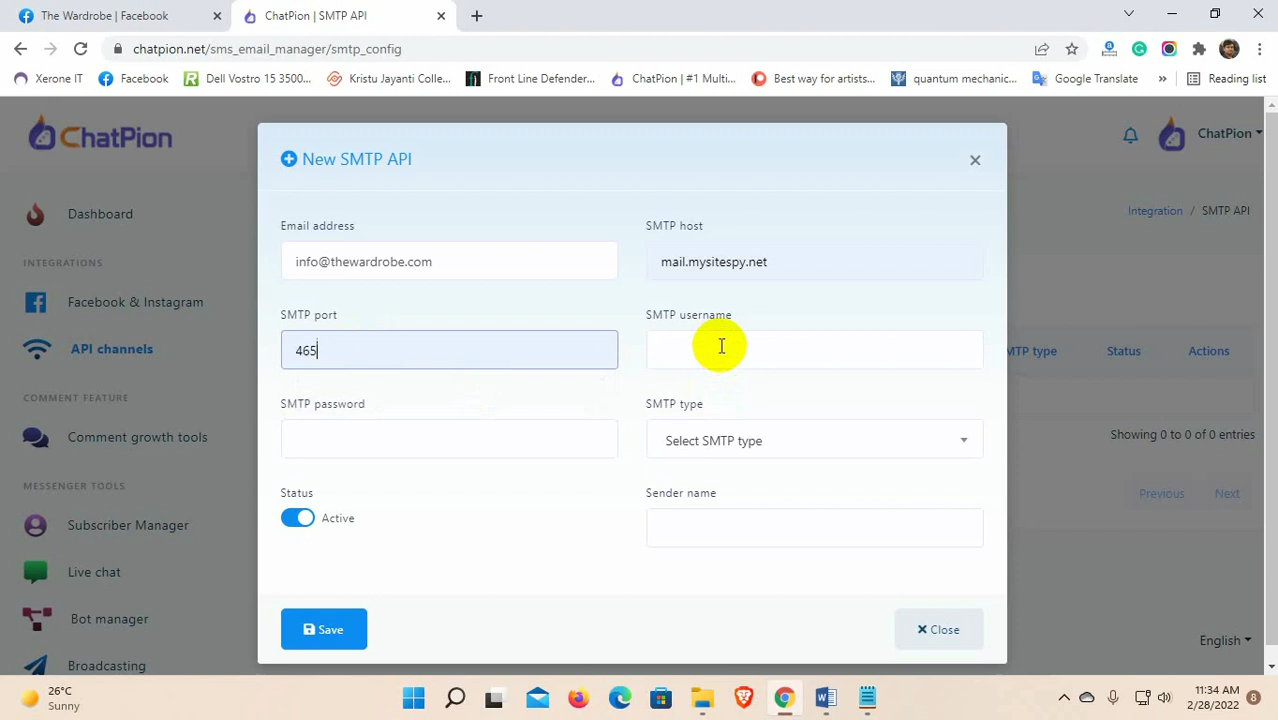 The Wardrobe | Facebook
ChatPion | SMTP API
chatpion.net/sms_email_manager/smtp_config
Xerone IT
Facebook
Dell Vostro 15 3500...
Kristu Jayanti Colle...
Front Line Defender...
ChatPion | #1 Multi...
Best way for artists...
quantum mechanic...
Google Translate
»
Reading list
ChatPion
New SMTP API
ChatPion
Integration / SMTP API
Dashboard
Email address
SMTP host
info@thewardrobe.com
mail.mysitespy.net
INTEGRATIONS
Facebook & Instagram
SMTP port
SMTP username
465
API channels
MTP type
Status
Actions
COMMENT FEATURE
SMTP password
SMTP type
Comment growth tools
Select SMTP type
Showing 0 to 0 of 0 entries
MESSENGER TOOLS
Status
Sender name
Previous
Next
Subscriber Manager
Active
Live chat
Bot manager
Save
Close
English
Broadcasting
26°C
Sunny
11:34 AM
2/28/2022
8